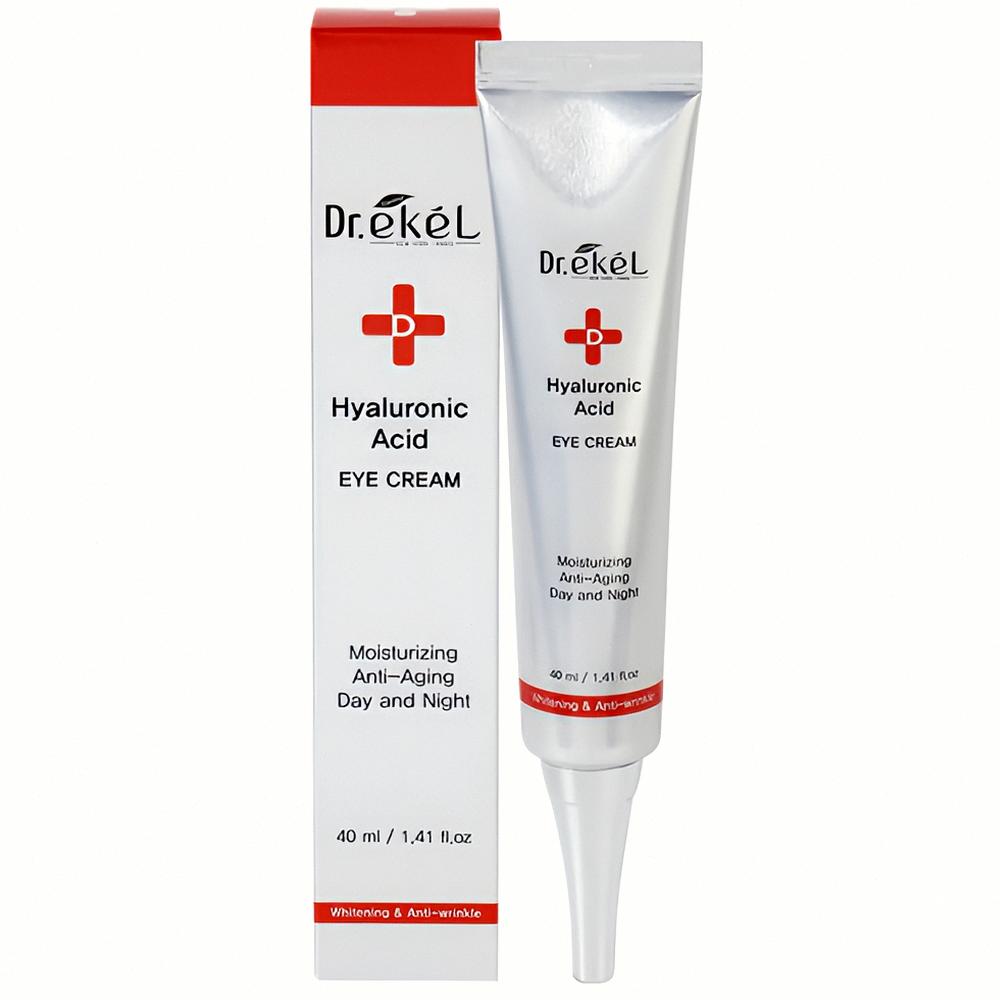 Dr.ékéL
D
Hyaluronic
Acid
EYE CREAM
Moisturizing
Anti-Aging
Day and Night
40 ml / 1.41 fl.oz
Whitening & Anti-wrinkle
Dr.ékéL
D
Hyaluronic
Acid
EYE CREAM
Moisturizing
Anti-Aging
Day and Night
40 ml / 1.41 fl.oz
Whitening & Anti-wrinkle